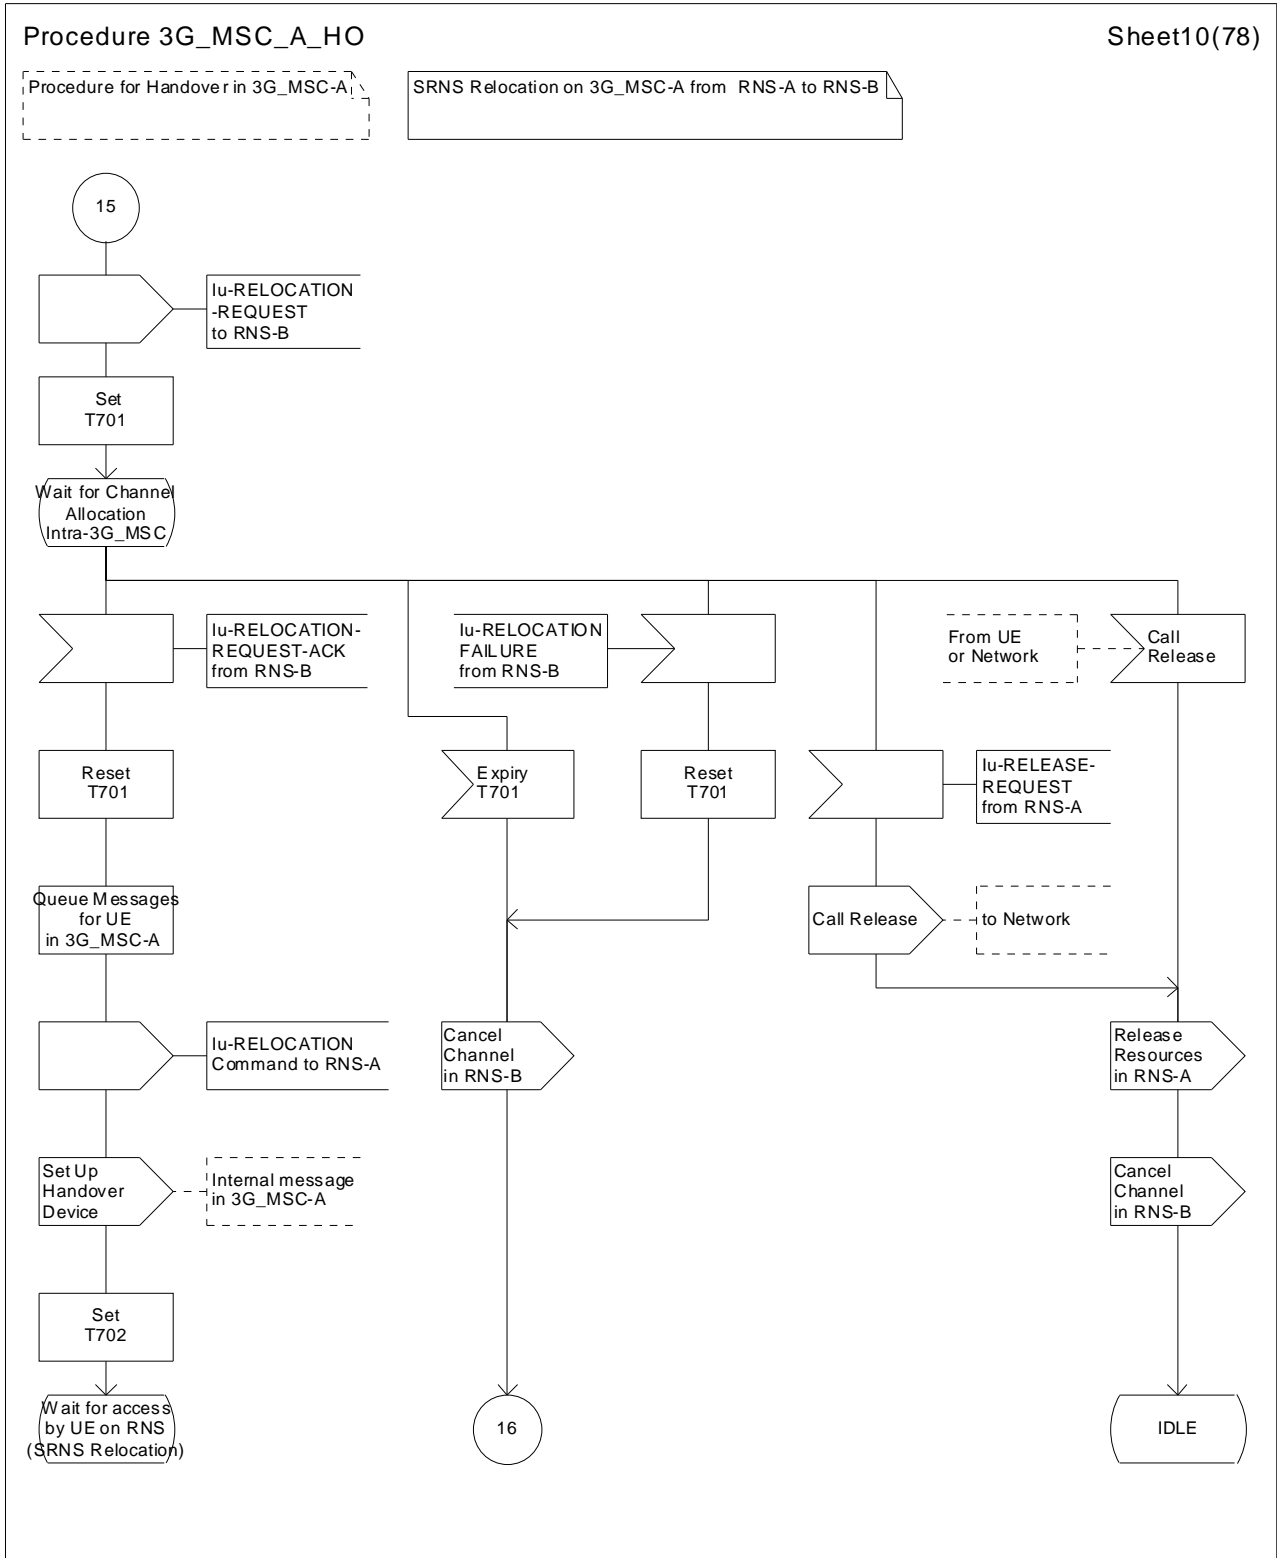 Procedure 3G_MSC_A_HO
Sheet10(78)
Procedure for Handover in 3G_MSC-A
SRNS Relocation on 3G_MSC-A from RNS-A to RNS-B
15
Iu-RELOCATION
-REQUEST
to RNS-B
Set
T701
Wait for Channel
Allocation
Intra-3G_MSC
Iu-RELOCATION-
REQUEST-ACK
from RNS-B
Iu-RELOCATION
FAILURE
from RNS-B
From UE
or Network
Call
Release
Reset
T701
Expiry
T701
Reset
T701
Iu-RELEASE-
REQUEST
from RNS-A
Queue Messages
for UE
in 3G_MSC-A
Call Release
to Network
Iu-RELOCATION
Command to RNS-A
Cancel
Channel
in RNS-B
Release
Resources
in RNS-A
Set Up
Handover
Device
Internal message
in 3G_MSC-A
Cancel
Channel
in RNS-B
Set
T702
Wait for access
by UE on RNS
(SRNS Relocation)
16
IDLE